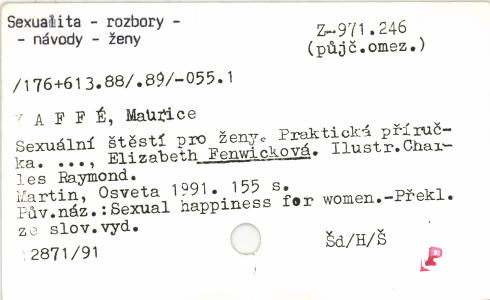 Sexualita - rozbory -
- návody - ženy
Z-971.246
(půjč.omez.)
/176+613.88/.89/-055.1
Y A F F É, Maurice
Sexuální štěstí pro ženy. Praktická příruč-
ka. ..., Elizabeth Fenwicková. Ilustr.Char-
les Raymond.
Martin, Osveta 1991. 155 s.
Pův.náz.:Sexual happiness for women.-Překl.
ze slov.vyd.
2871/91
Šd/H/Š
P